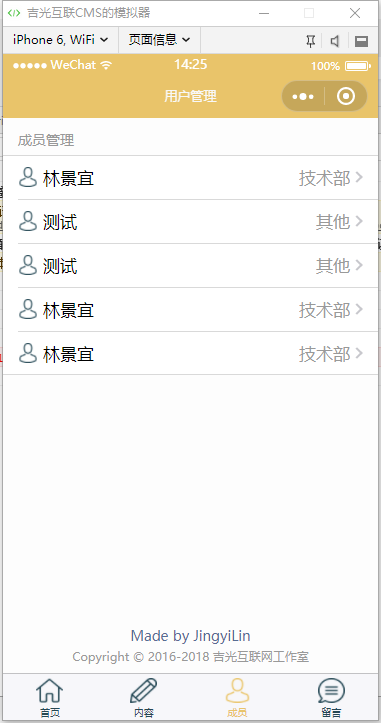 吉光互联CMS的模拟器
iPhone 6, WiFi 页面信息
WeChat 14:25 100%
用户管理
成员管理
林景宜 技术部
测试 其他
测试 其他
林景宜 技术部
林景宜 技术部
Made by JingyiLin
Copyright © 2016-2018 吉光互联网工作室
首页 内容 成员 留言